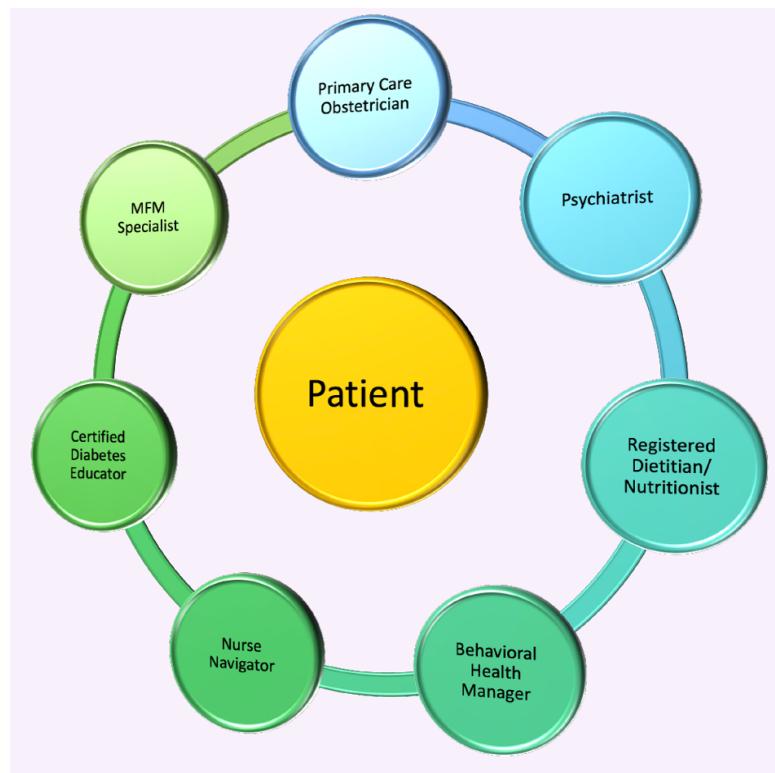 Primary Care
Obstetrician
Psychiatrist
Registered
Dietitian/
Nutritionist
Behavioral
Health
Manager
Nurse
Navigator
Certified
Diabetes
Educator
MFM
Specialist
Patient